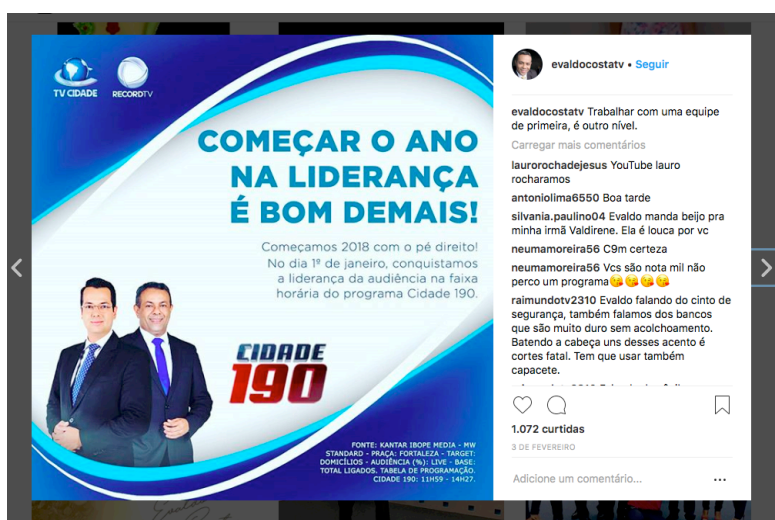 TV CIDADE
RECORDTV
COMEÇAR O ANO
NA LIDERANÇA
É BOM DEMAIS!
Começamos 2018 com o pé direito!
No dia 1º de janeiro, conquistamos
a liderança da audiência na faixa
horária do programa Cidade 190.
CIDADE
190
FONTE: KANTAR IBOPE MEDIA - MW
STANDARD - PRAÇA: FORTALEZA - TARGET:
DOMICÍLIOS - AUDIÊNCIA (%): LIVE - BASE:
TOTAL LIGADOS. TABELA DE PROGRAMAÇÃO.
CIDADE 190: 11H59 - 14H27.
evaldocostatv • Seguir
evaldocostatv Trabalhar com uma equipe
de primeira, é outro nível.
Carregar mais comentários
laurorochadejesus YouTube lauro
rocharamos
antoniolima6550 Boa tarde
silvania.paulino04 Evaldo manda beijo pra
minha irmã Valdirene. Ela é louca por vc
neumamoreira56 C9m certeza
neumamoreira56 Vcs são nota mil não
perco um programa😘😘😘😘
raimundotv2310 Evaldo falando do cinto de
segurança, também falamos dos bancos
que são muito duro sem acolchoamento.
Batendo a cabeça uns desses acento é
cortes fatal. Tem que usar também
capacete.
1.072 curtidas
3 DE FEVEREIRO
Adicione um comentário...